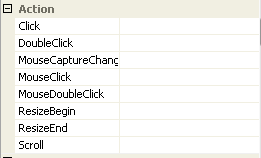 Action
Click
DoubleClick
MouseCaptureChang
MouseClick
MouseDoubleClick
ResizeBegin
ResizeEnd
Scroll